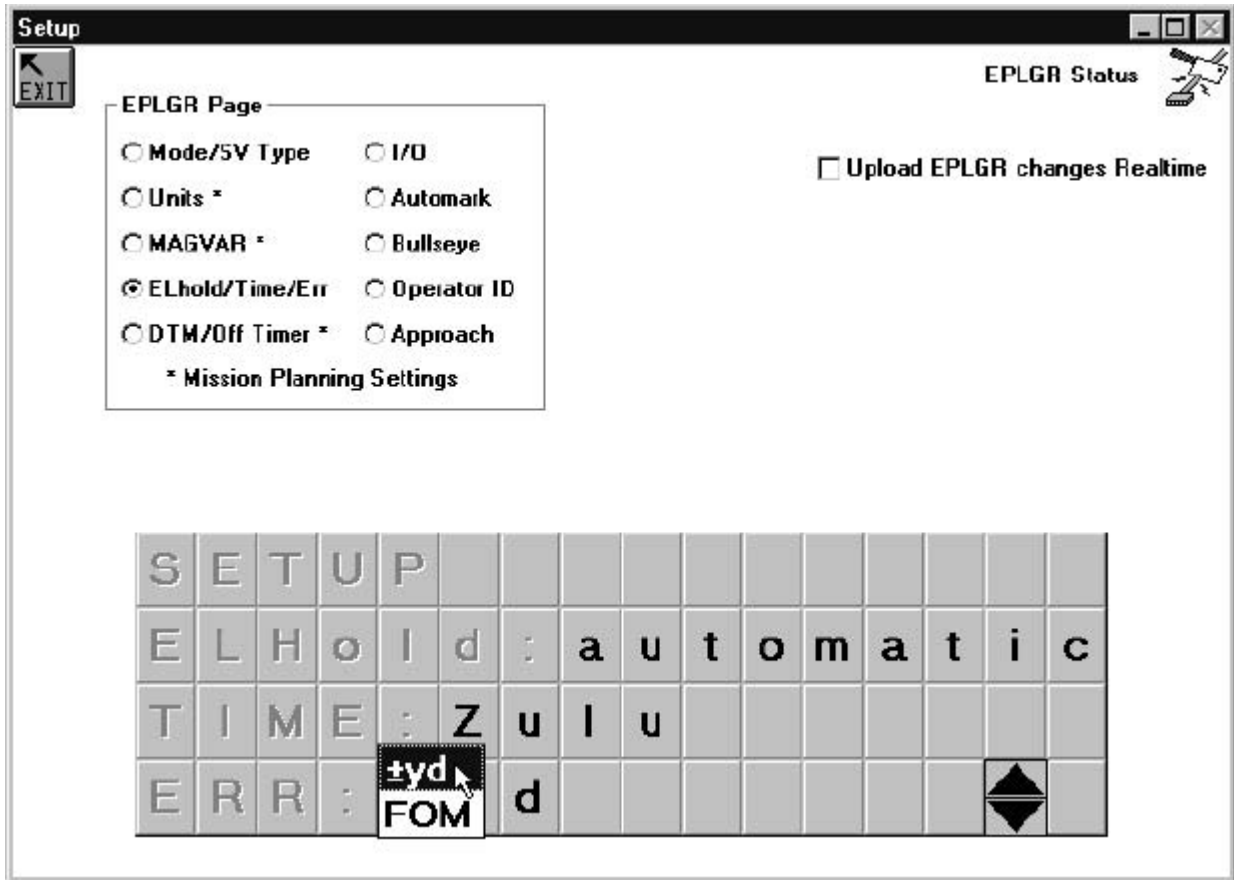 Setup
EXIT
EPLGR Status
EPLGR Page
Mode/SV Type
I/O
Upload EPLGR changes Realtime
Units *
Automark
MAGVAR *
Bullseye
ELhold/Time/Err
Operator ID
DTM/Off Timer *
Approach
* Mission Planning Settings
SETUP
ELHold:automatic
TIME:Zulu
±yd
ERR: d
FOM